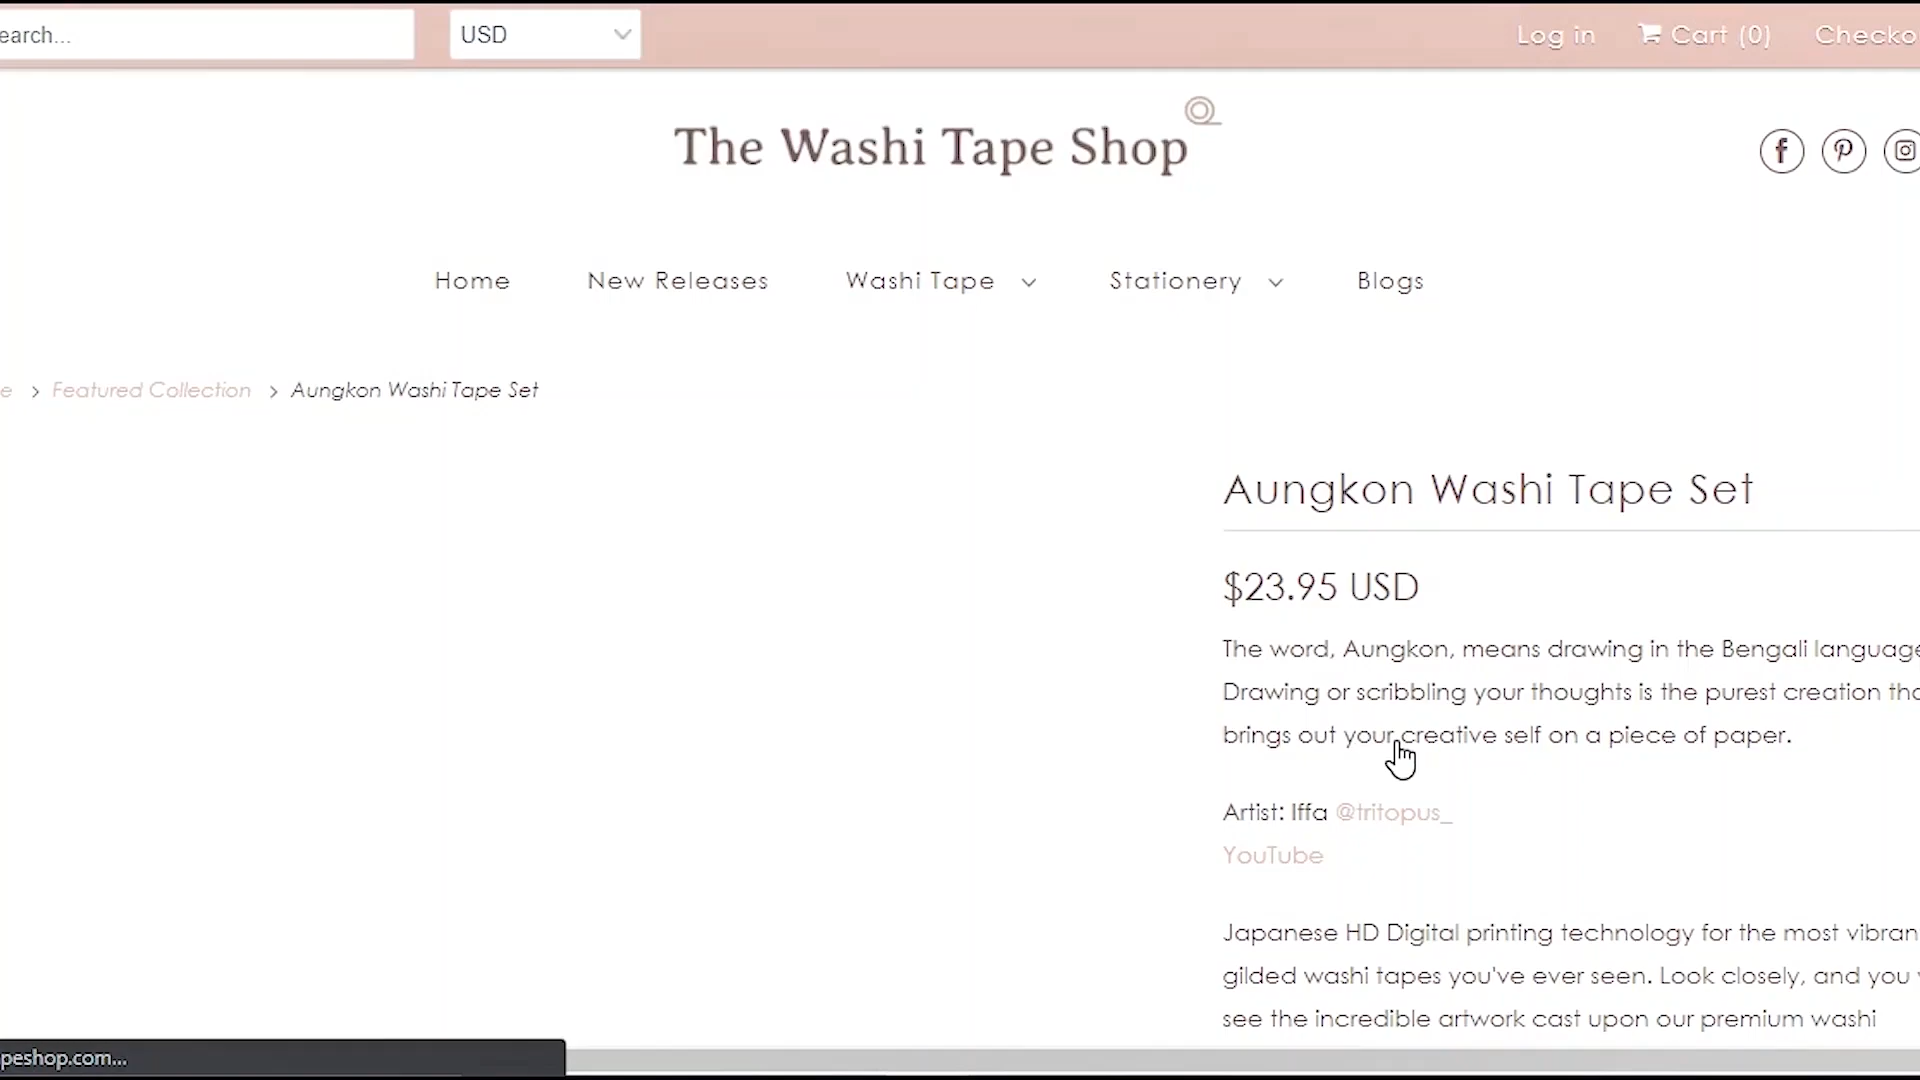 earch...
USD
Log in
Cart (0)
Checko
The Washi Tape Shop
Home
New Releases
Washi Tape
Stationery
Blogs
e > Featured Collection > Aungkon Washi Tape Set
Aungkon Washi Tape Set
$23.95 USD
The word, Aungkon, means drawing in the Bengali language
Drawing or scribbling your thoughts is the purest creation tha
brings out your creative self on a piece of paper.
Artist: Iffa @tritopus_
YouTube
Japanese HD Digital printing technology for the most vibran
gilded washi tapes you've ever seen. Look closely, and you
see the incredible artwork cast upon our premium washi
peshop.com...